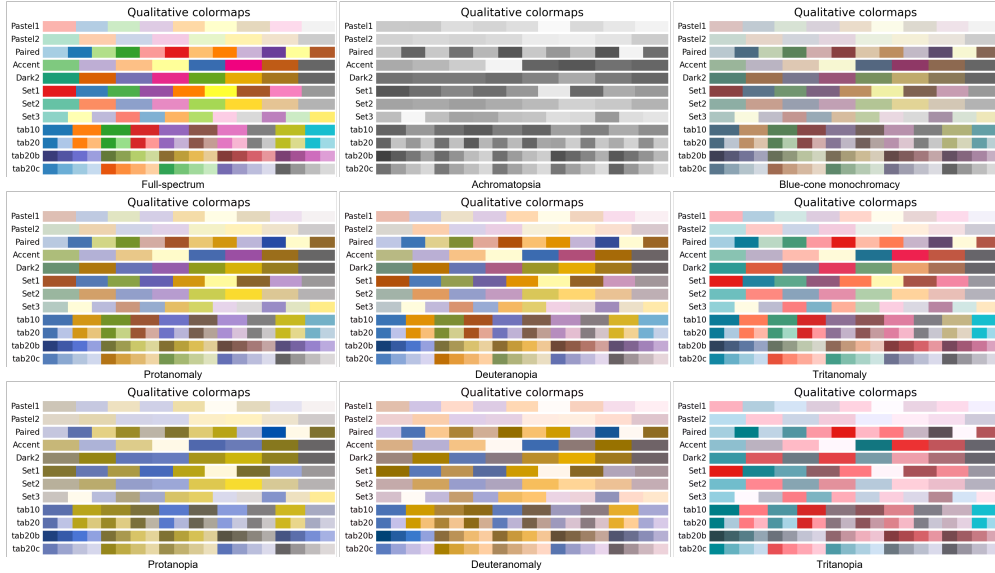 Qualitative colormaps
Pastel1
Pastel2
Paired
Accent
Dark2
Set1
Set2
Set3
tab10
tab20
tab20b
tab20c
Full-spectrum
Qualitative colormaps
Pastel1
Pastel2
Paired
Accent
Dark2
Set1
Set2
Set3
tab10
tab20
tab20b
tab20c
Achromatopsia
Qualitative colormaps
Pastel1
Pastel2
Paired
Accent
Dark2
Set1
Set2
Set3
tab10
tab20
tab20b
tab20c
Blue-cone monochromacy
Qualitative colormaps
Pastel1
Pastel2
Paired
Accent
Dark2
Set1
Set2
Set3
tab10
tab20
tab20b
tab20c
Protanomaly
Qualitative colormaps
Pastel1
Pastel2
Paired
Accent
Dark2
Set1
Set2
Set3
tab10
tab20
tab20b
tab20c
Deuteranopia
Qualitative colormaps
Pastel1
Pastel2
Paired
Accent
Dark2
Set1
Set2
Set3
tab10
tab20
tab20b
tab20c
Tritanomaly
Qualitative colormaps
Pastel1
Pastel2
Paired
Accent
Dark2
Set1
Set2
Set3
tab10
tab20
tab20b
tab20c
Protanopia
Qualitative colormaps
Pastel1
Pastel2
Paired
Accent
Dark2
Set1
Set2
Set3
tab10
tab20
tab20b
tab20c
Deuteranomaly
Qualitative colormaps
Pastel1
Pastel2
Paired
Accent
Dark2
Set1
Set2
Set3
tab10
tab20
tab20b
tab20c
Tritanopia